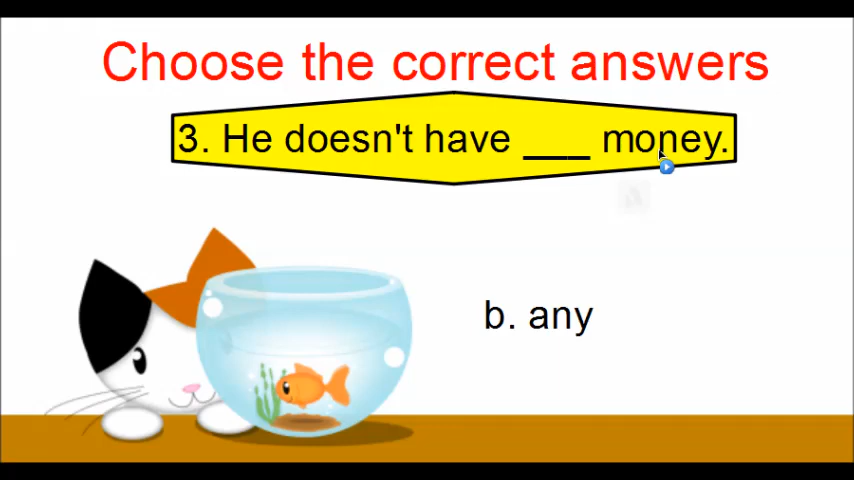 Choose the correct answers
3. He doesn't have ___ money.
b. any